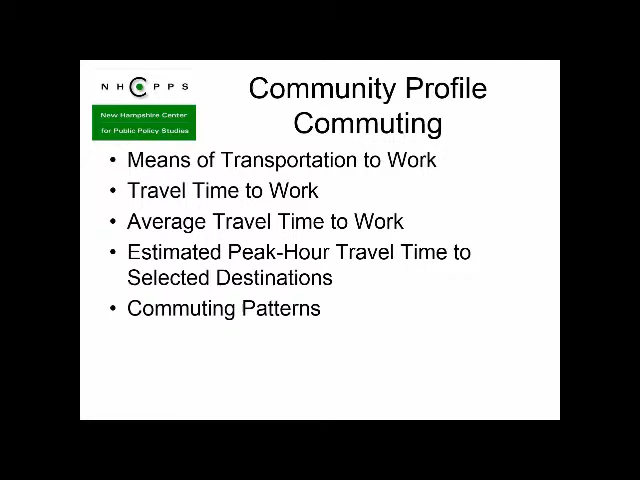 NHCPPS
New Hampshire Center
for Public Policy Studies
Community Profile
Commuting
• Means of Transportation to Work
• Travel Time to Work
• Average Travel Time to Work
• Estimated Peak-Hour Travel Time to
Selected Destinations
• Commuting Patterns